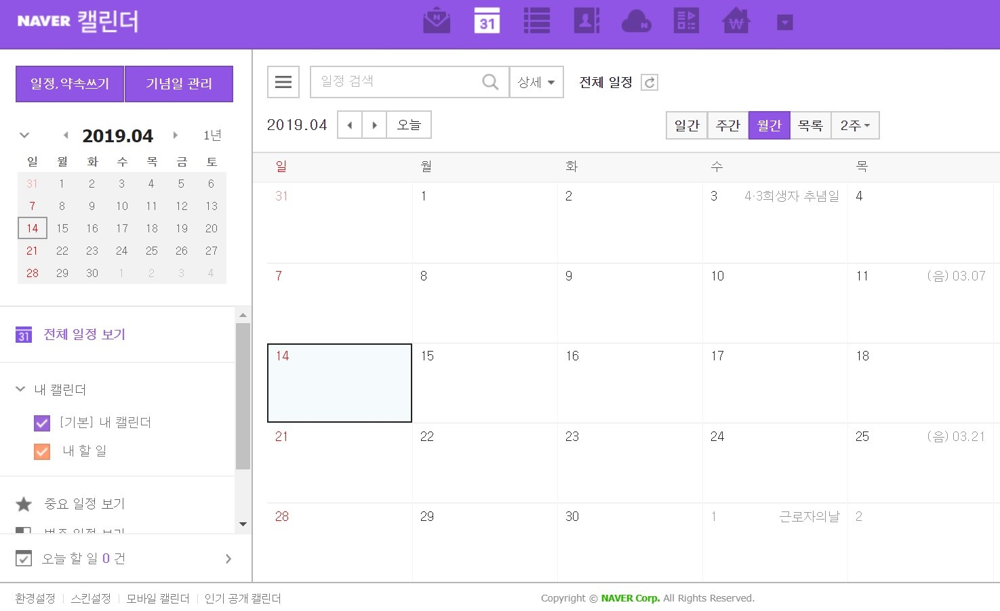 NAVER 캘린더
31
일정,약속쓰기 기념일 관리
2019.04 1년
일 월 화 수 목 금 토
31 1 2 3 4 5 6
7 8 9 10 11 12 13
14 15 16 17 18 19 20
21 22 23 24 25 26 27
28 29 30 1 2 3 4
31 전체 일정 보기
내 캘린더
[기본] 내 캘린더
내 할 일
중요 일정 보기
범주 일정 보기
오늘 할 일 0 건
일정 검색 상세 전체 일정
2019.04 오늘 일간 주간 월간 목록 2주
일 월 화 수 목
31 1 2 3 4·3희생자 추념일 4
7 8 9 10 11 (음) 03.07
14 15 16 17 18
21 22 23 24 25 (음) 03.21
28 29 30 1 근로자의날 2
환경설정 스킨설정 모바일 캘린더 인기 공개 캘린더
Copyright © NAVER Corp. All Rights Reserved.